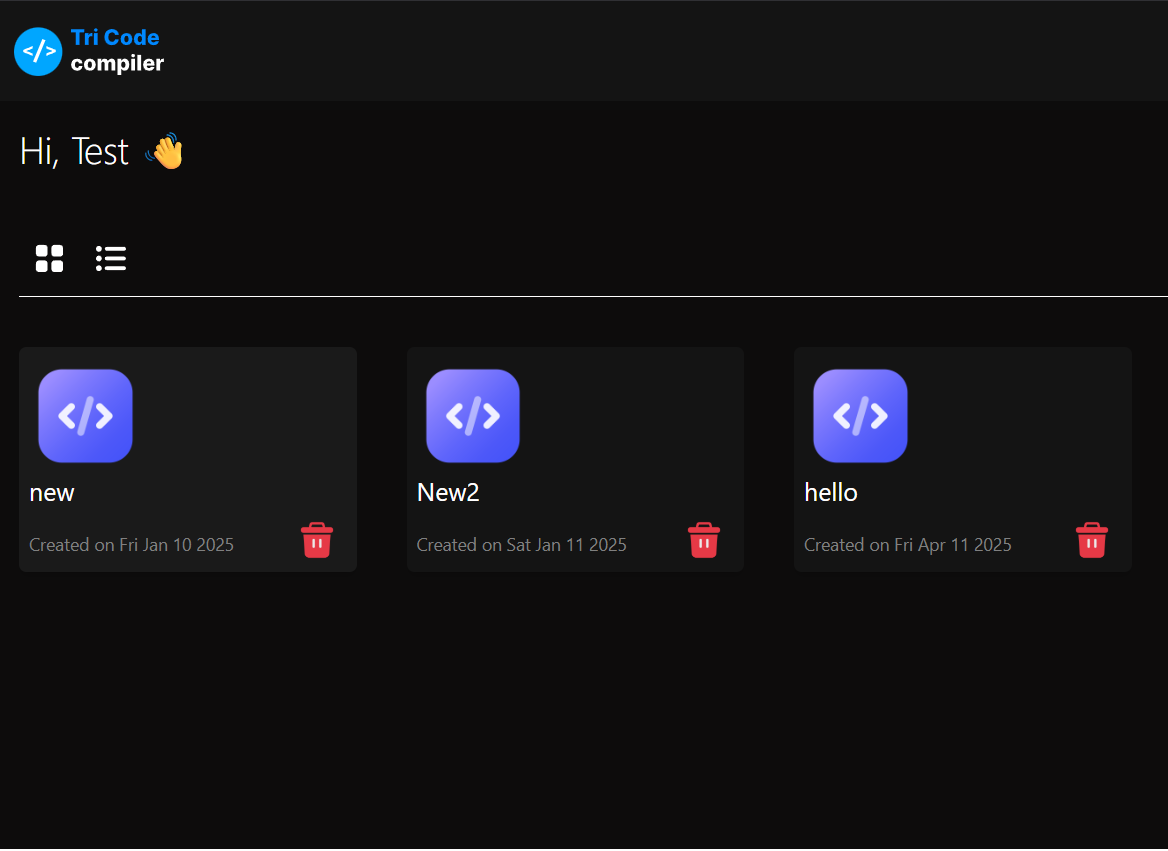 </>
Tri Code
compiler
Hi, Test 👋
</>
</>
</>
new
New2
hello
Created on Fri Jan 10 2025
Created on Sat Jan 11 2025
Created on Fri Apr 11 2025